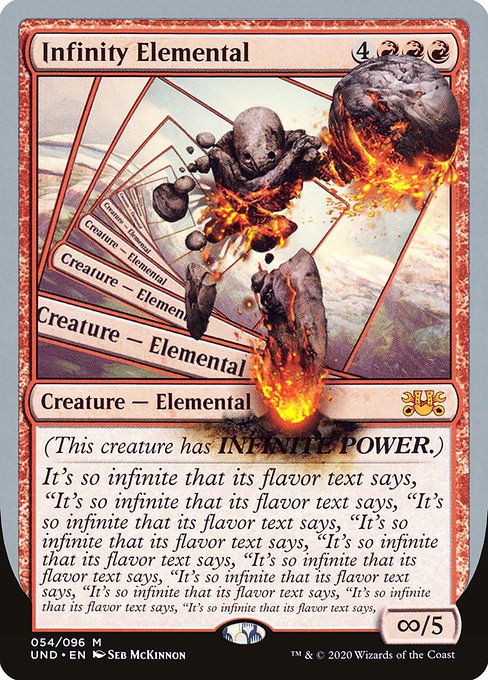 Infinity Elemental 4
Creature — Elemental
Creature — Elemental
Creature — Elemental
Creature — Elemental
Creature — Elemental
(This creature has INFINITE POWER.)
It's so infinite that its flavor text says,
“It's so infinite that its flavor text says, “It's
so infinite that its flavor text says, “It's so
infinite that its flavor text says, “It's so infinite
that its flavor text says, “It's so infinite that its
flavor text says, “It's so infinite that its flavor
text says, “It's so infinite that its flavor text
says, “It's so infinite that its flavor text says,
“It's so infinite that its flavor text says,
∞/5
054/096 M
UND • EN Seb McKinnon
™ & © 2020 Wizards of the Coast